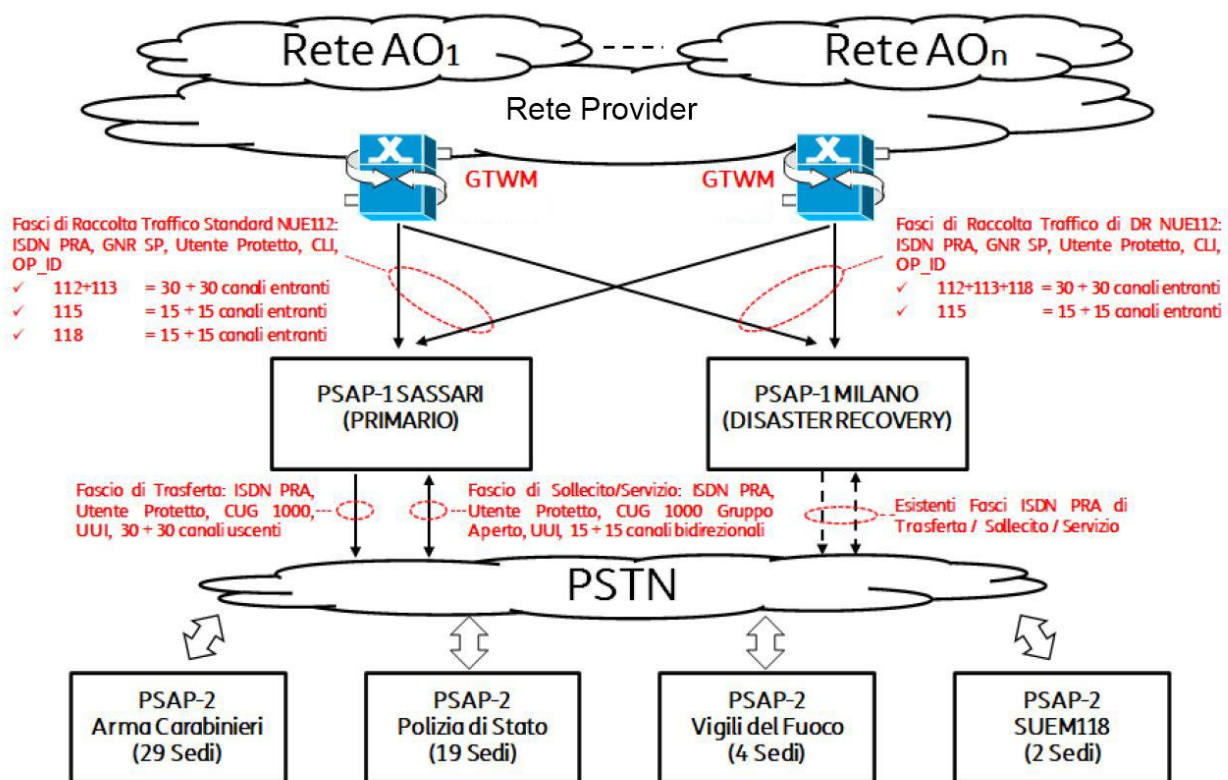 Rete AO1
Rete AOn
Rete Provider
GTWM
GTWM
Fasci di Raccolta Traffico Standard NUE112:
ISDN PRA, GNR SP, Utente Protetto, CLI,
OP_ID
✓ 112+113 = 30 + 30 canali entranti
✓ 115 = 15 + 15 canali entranti
✓ 118 = 15 + 15 canali entranti
Fasci di Raccolta Traffico di DR NUE112:
ISDN PRA, GNR SP, Utente Protetto, CLI,
OP_ID
✓ 112+113+118 = 30 + 30 canali entranti
✓ 115 = 15 + 15 canali entranti
PSAP-1 SASSARI
(PRIMARIO)
PSAP-1 MILANO
(DISASTER RECOVERY)
Fascio di Trasferta: ISDN PRA,
Utente Protetto, CUG 1000,
UUI, 30 + 30 canali uscenti
Fascio di Sollecito/Servizio: ISDN PRA,
Utente Protetto, CUG 1000 Gruppo
Aperto, UUI, 15 + 15 canali bidirezionali
Esistenti Fasci ISDN PRA di
Trasferta / Sollecito / Servizio
PSTN
PSAP-2
Arma Carabinieri
(29 Sedi)
PSAP-2
Polizia di Stato
(19 Sedi)
PSAP-2
Vigili del Fuoco
(4 Sedi)
PSAP-2
SUEM118
(2 Sedi)